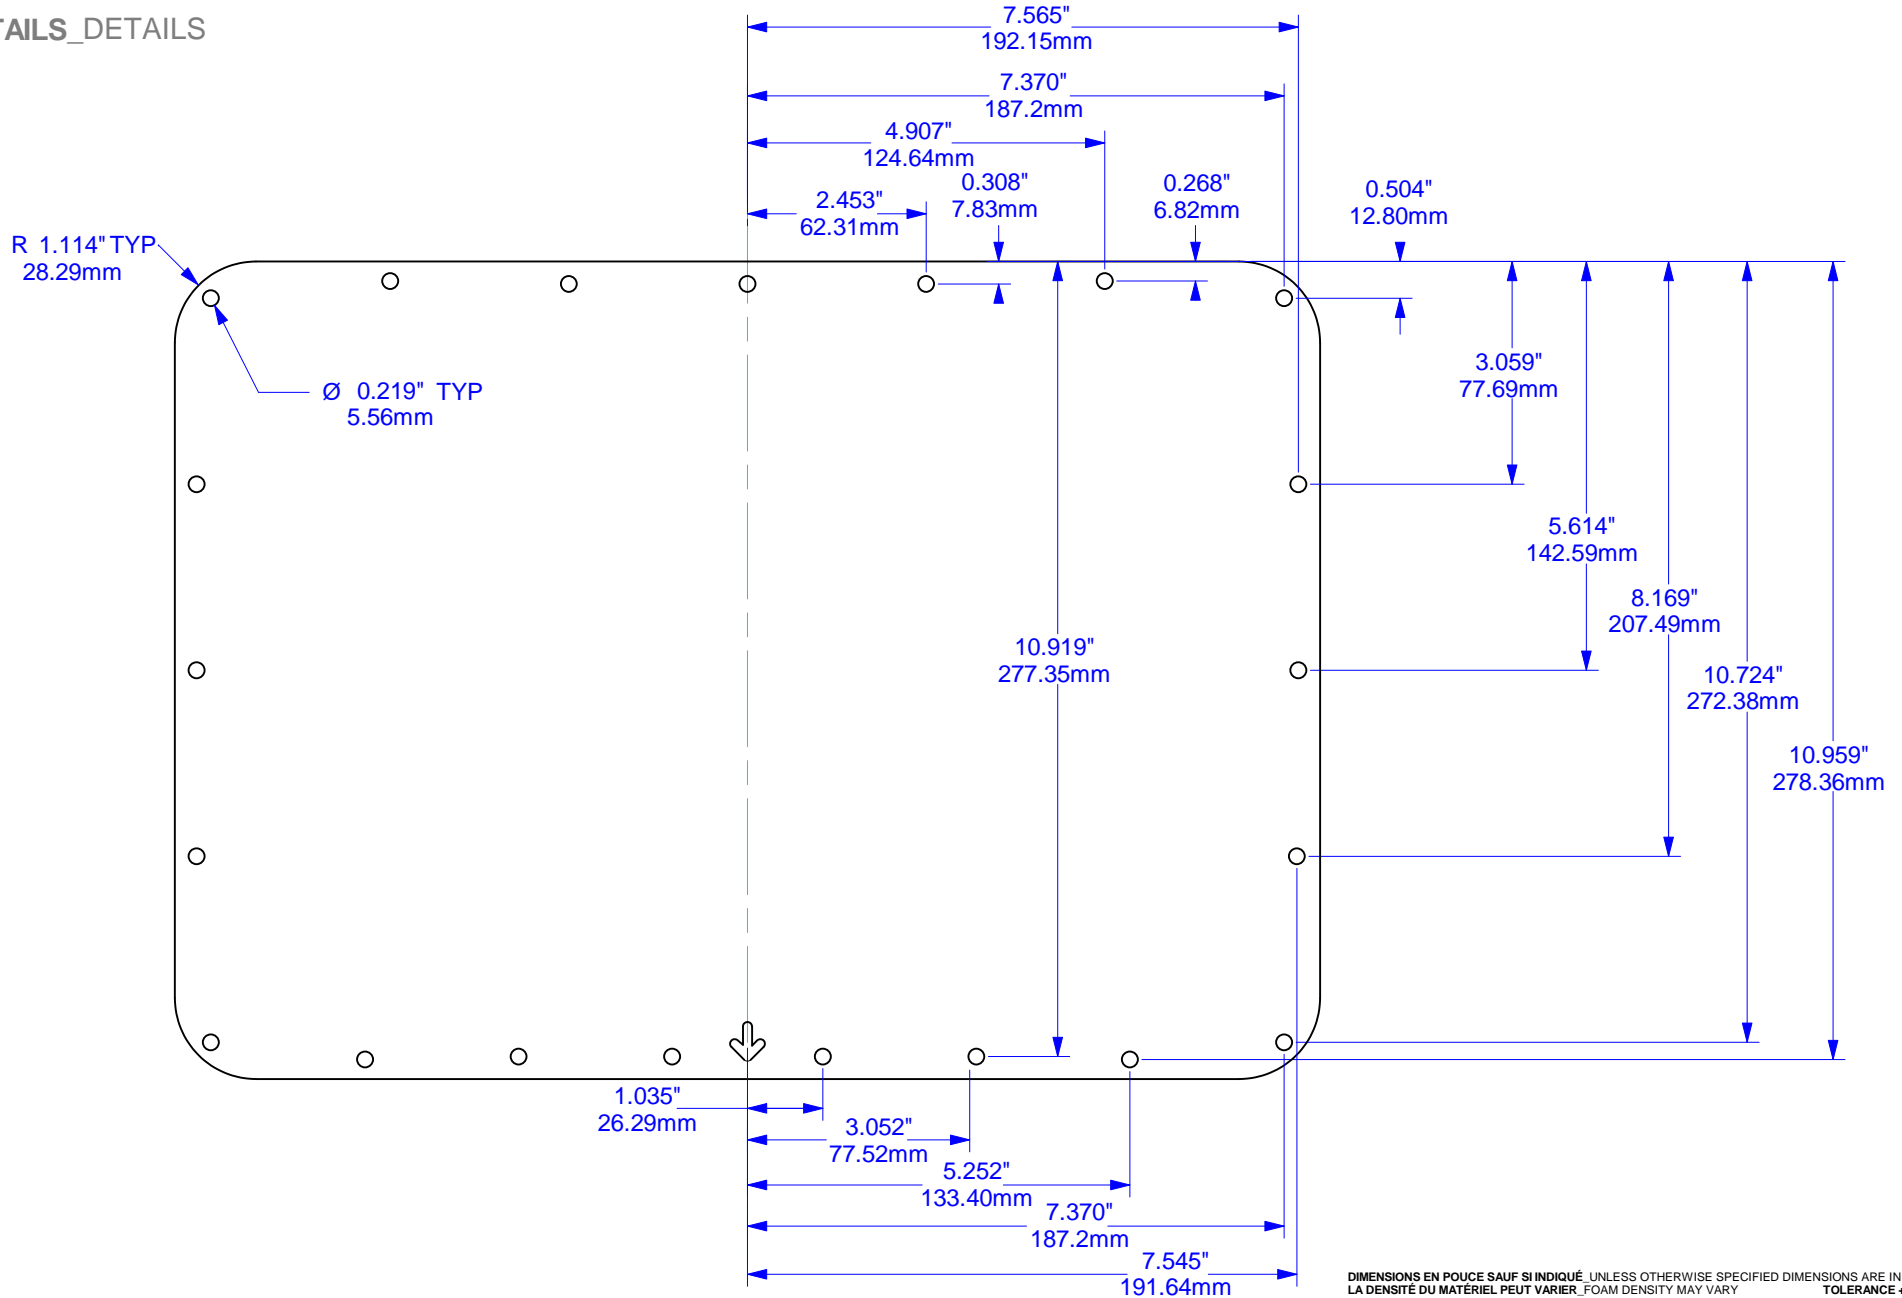 TAILS_DETAILS
7.565"
192.15mm
7.370"
187.2mm
4.907"
124.64mm
2.453"
62.31mm
0.308"
7.83mm
0.268"
6.82mm
0.504"
12.80mm
R 1.114" TYP
28.29mm
Ø 0.219" TYP
5.56mm
3.059"
77.69mm
5.614"
142.59mm
8.169"
207.49mm
10.919"
277.35mm
10.724"
272.38mm
10.959"
278.36mm
1.035"
26.29mm
3.052"
77.52mm
5.252"
133.40mm
7.370"
187.2mm
7.545"
191.64mm
DIMENSIONS EN POUCE SAUF SI INDIQUÉ_UNLESS OTHERWISE SPECIFIED DIMENSIONS ARE IN
LA DENSITÉ DU MATÉRIEL PEUT VARIER_FOAM DENSITY MAY VARY TOLERANCE